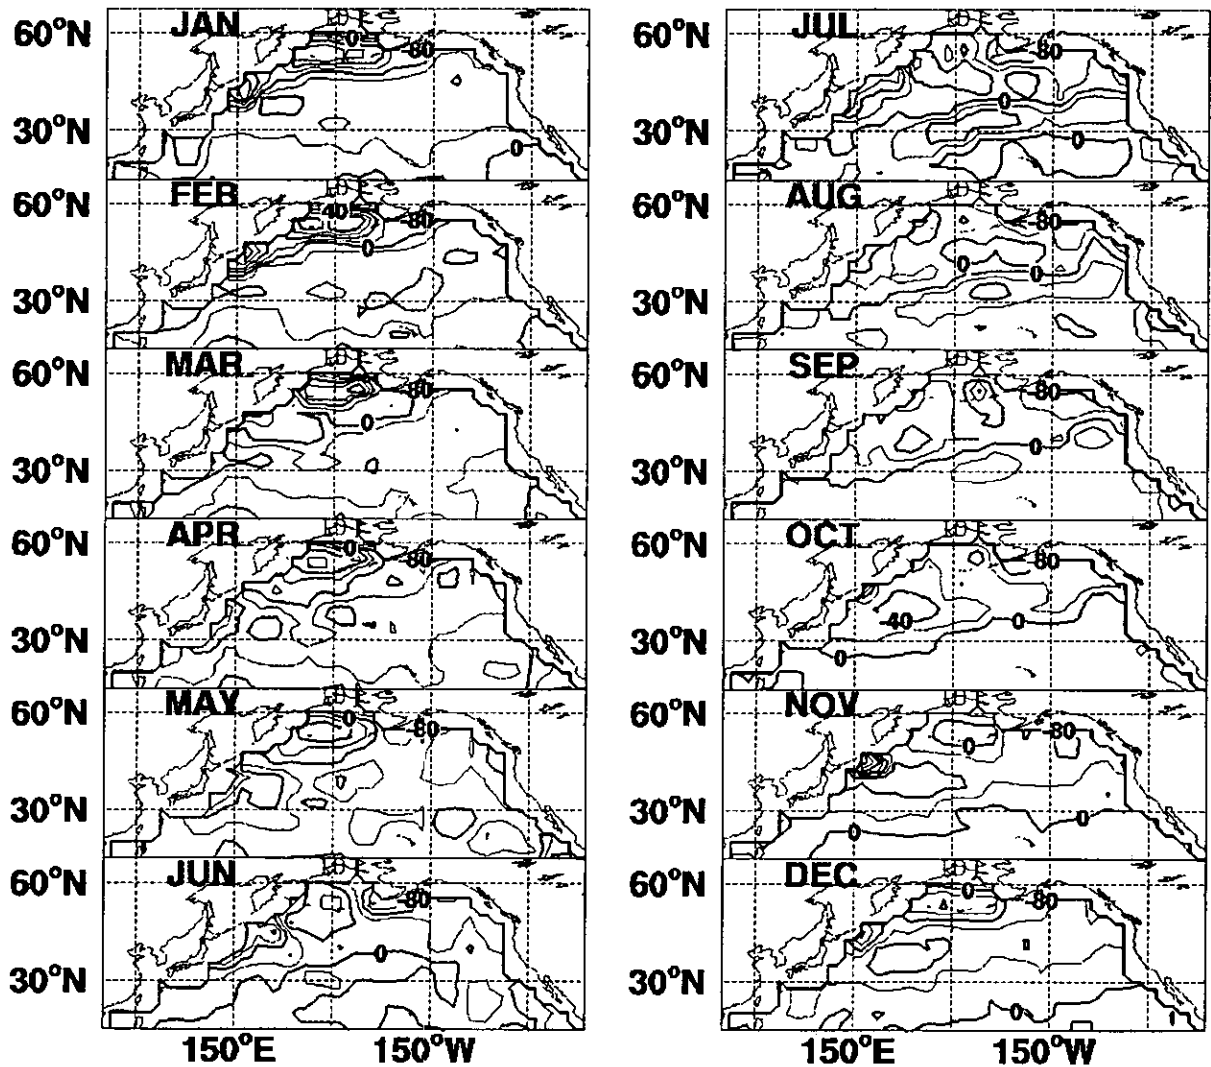 60°N JAN 0 -80
30°N 0
60°N FEB 40 -80
0
30°N
60°N MAR -80
0
30°N
60°N APR 0 -80
30°N
60°N MAY 0 -80
30°N
60°N JUN -80
0
30°N
150°E 150°W
60°N JUL -80
0
30°N 0
60°N AUG -80
0 0
30°N
60°N SEP -80
0
30°N
60°N OCT -80
-40 0
30°N 0
60°N NOV -80
0
30°N 0 0
60°N DEC 0 -80
30°N
0
150°E 150°W